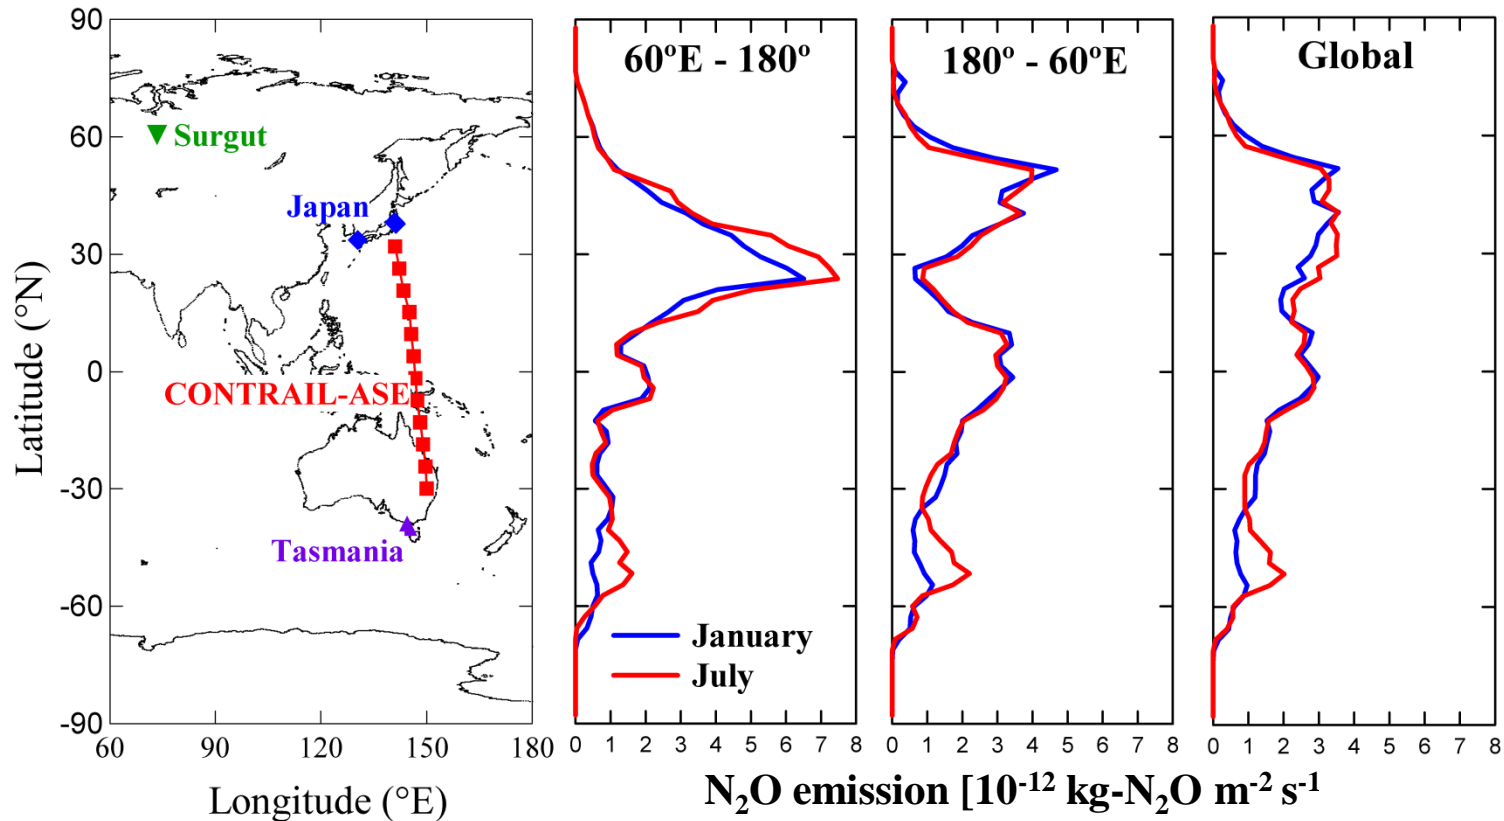 90
60
30
0
-30
-60
-90
Latitude (°N)
60 90 120 150 180
Longitude (°E)
Surgut
Japan
CONTRAIL-ASE
Tasmania
60°E - 180°
January
July
0 1 2 3 4 5 6 7 8
180° - 60°E
0 1 2 3 4 5 6 7 8
Global
0 1 2 3 4 5 6 7 8
N₂O emission [10⁻¹² kg-N₂O m⁻² s⁻¹